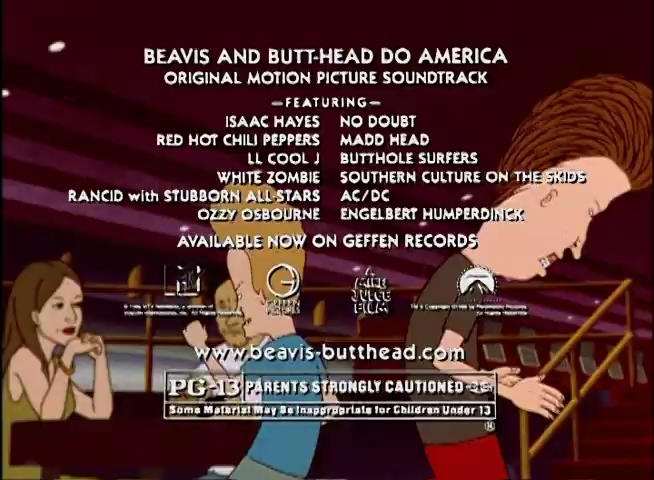 BEAVIS AND BUTT-HEAD DO AMERICA
ORIGINAL MOTION PICTURE SOUNDTRACK
–FEATURING–
ISAAC HAYES NO DOUBT
RED HOT CHILI PEPPERS MADD HEAD
LL COOL J BUTTHOLE SURFERS
WHITE ZOMBIE SOUTHERN CULTURE ON THE SKIDS
RANCID with STUBBORN ALL-STARS AC/DC
OZZY OSBOURNE ENGELBERT HUMPERDINCK
AVAILABLE NOW ON GEFFEN RECORDS
A MIKE JUICE FILM
www.beavis-butthead.com
PG-13 PARENTS STRONGLY CAUTIONED
Some Material May Be Inappropriate for Children Under 13
®